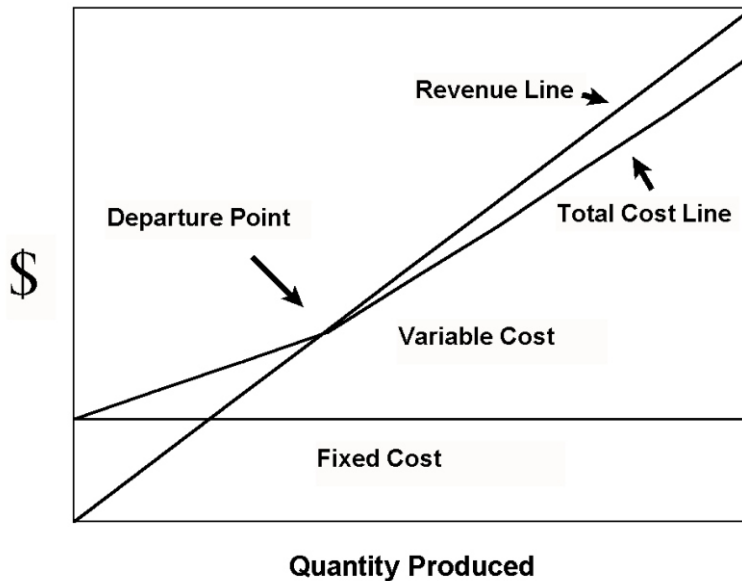 Revenue Line
Departure Point
Total Cost Line
$
Variable Cost
Fixed Cost
Quantity Produced